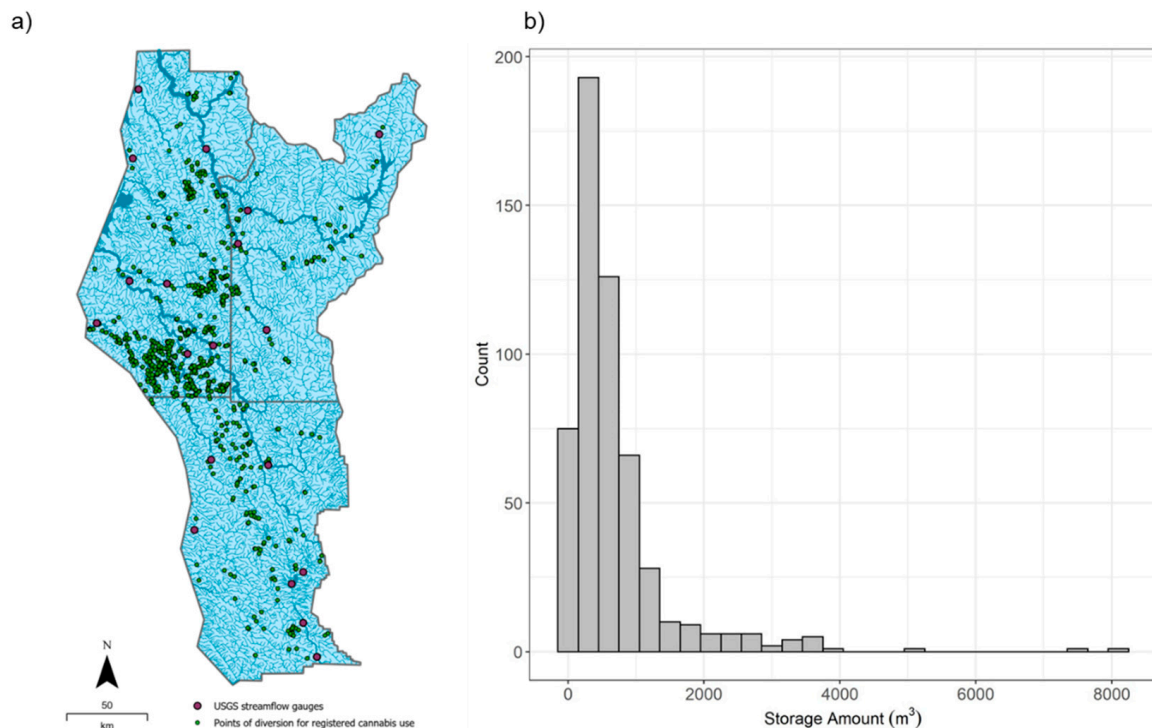 a)
b)
200
150
100
50
0
Count
0
2000
4000
6000
8000
Storage Amount (m³)
N
50
km
USGS streamflow gauges
Points of diversion for registered cannabis use